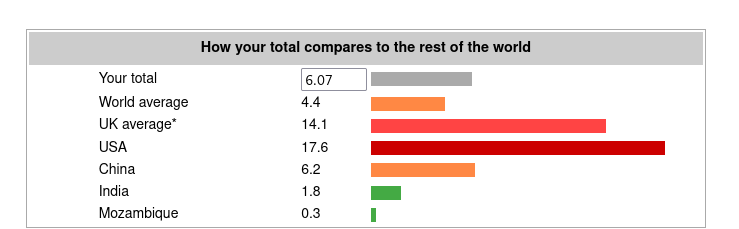 How your total compares to the rest of the world
Your total 6.07
World average 4.4
UK average* 14.1
USA 17.6
China 6.2
India 1.8
Mozambique 0.3